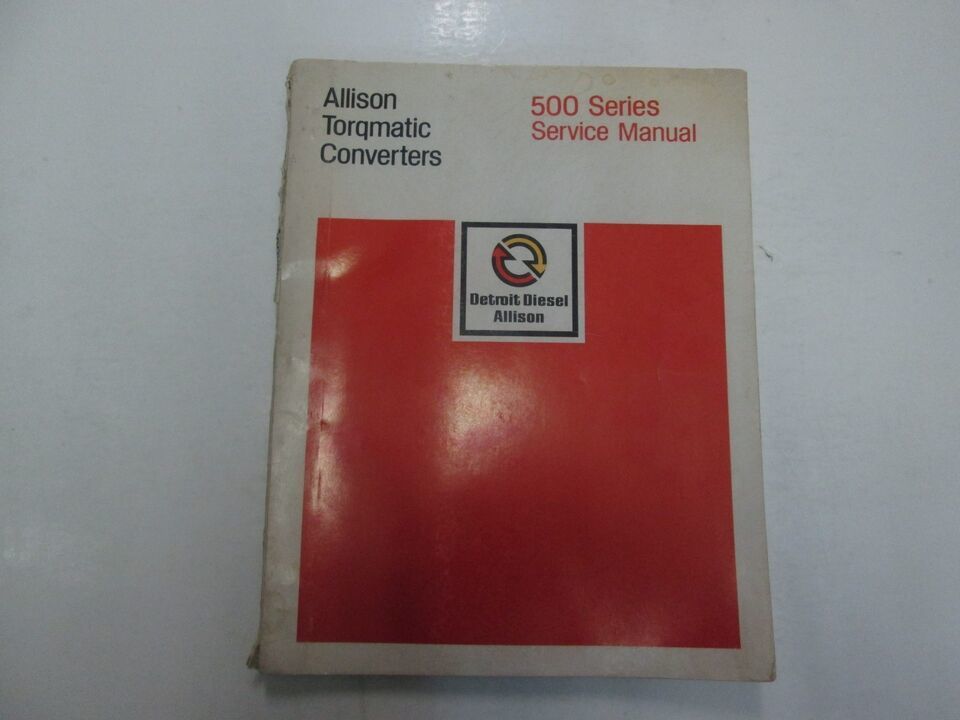 Allison
Torqmatic
Converters
500 Series
Service Manual
Detroit Diesel
Allison